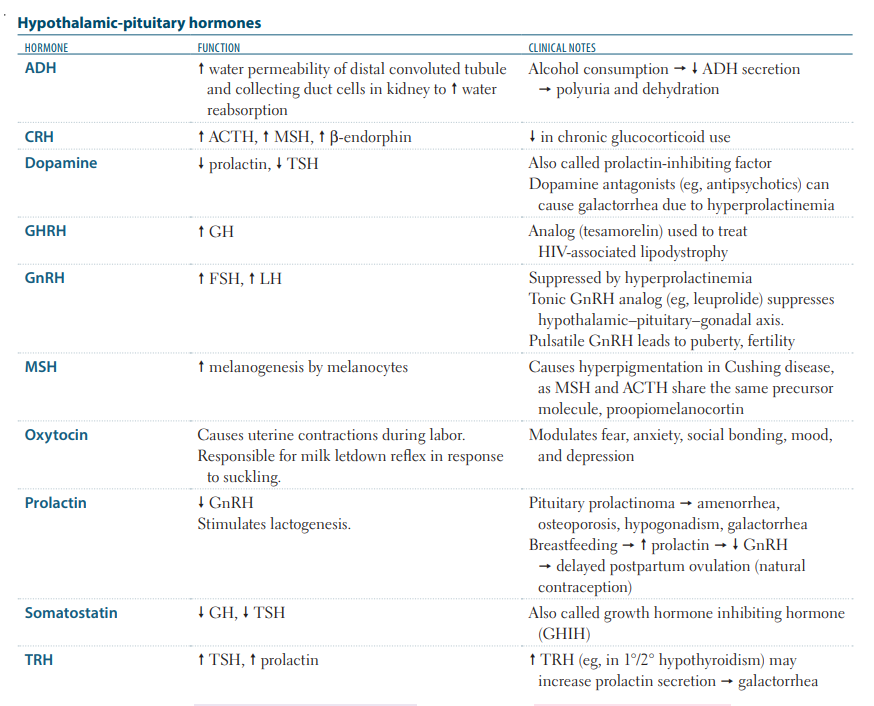 Hypothalamic-pituitary hormones
HORMONE FUNCTION CLINICAL NOTES
ADH ↑ water permeability of distal convoluted tubule Alcohol consumption → ↓ ADH secretion
and collecting duct cells in kidney to ↑ water → polyuria and dehydration
reabsorption
CRH ↑ ACTH, ↑ MSH, ↑ β-endorphin ↓ in chronic glucocorticoid use
Dopamine ↓ prolactin, ↓ TSH Also called prolactin-inhibiting factor
Dopamine antagonists (eg, antipsychotics) can
cause galactorrhea due to hyperprolactinemia
GHRH ↑ GH Analog (tesamorelin) used to treat
HIV-associated lipodystrophy
GnRH ↑ FSH, ↑ LH Suppressed by hyperprolactinemia
Tonic GnRH analog (eg, leuprolide) suppresses
hypothalamic–pituitary–gonadal axis.
Pulsatile GnRH leads to puberty, fertility
MSH ↑ melanogenesis by melanocytes Causes hyperpigmentation in Cushing disease,
as MSH and ACTH share the same precursor
molecule, proopiomelanocortin
Oxytocin Causes uterine contractions during labor. Modulates fear, anxiety, social bonding, mood,
Responsible for milk letdown reflex in response and depression
to suckling.
Prolactin ↓ GnRH Pituitary prolactinoma → amenorrhea,
Stimulates lactogenesis. osteoporosis, hypogonadism, galactorrhea
Breastfeeding → ↑ prolactin → ↓ GnRH
→ delayed postpartum ovulation (natural
contraception)
Somatostatin ↓ GH, ↓ TSH Also called growth hormone inhibiting hormone
(GHIH)
TRH ↑ TSH, ↑ prolactin ↑ TRH (eg, in 1°/2° hypothyroidism) may
increase prolactin secretion → galactorrhea